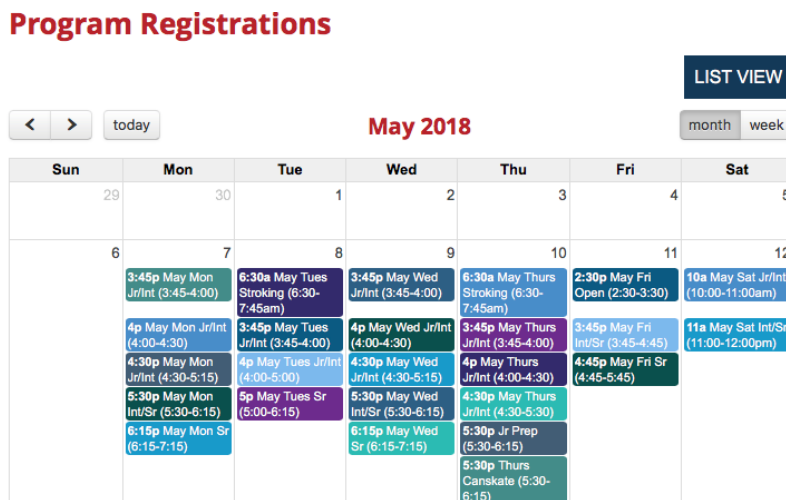 Program Registrations
LIST VIEW
today
May 2018
month
week
Sun Mon Tue Wed Thu Fri Sat
29 30 1 2 3 4 5
6 7 8 9 10 11 12
3:45p May Mon
Jr/Int (3:45-4:00)
4p May Mon Jr/Int
(4:00-4:30)
4:30p May Mon
Jr/Int (4:30-5:15)
5:30p May Mon
Int/Sr (5:30-6:15)
6:15p May Mon Sr
(6:15-7:15)
6:30a May Tues
Stroking (6:30-
7:45am)
3:45p May Tues
Jr/Int (3:45-4:00)
4p May Tues Jr/Int
(4:00-5:00)
5p May Tues Sr
(5:00-6:15)
3:45p May Wed
Jr/Int (3:45-4:00)
4p May Wed Jr/Int
(4:00-4:30)
4:30p May Wed
Jr/Int (4:30-5:15)
5:30p May Wed
Int/Sr (5:30-6:15)
6:15p May Wed
Sr (6:15-7:15)
6:30a May Thurs
Stroking (6:30-
7:45am)
3:45p May Thurs
Jr/Int (3:45-4:00)
4p May Thurs
Jr/Int (4:00-4:30)
4:30p May Thurs
Jr/Int (4:30-5:30)
5:30p Jr Prep
(5:30-6:15)
5:30p Thurs
Canskate (5:30-
6:15)
2:30p May Fri
Open (2:30-3:30)
3:45p May Fri
Int/Sr (3:45-4:45)
4:45p May Fri Sr
(4:45-5:45)
10a May Sat Jr/Int
(10:00-11:00am)
11a May Sat Int/Sr
(11:00-12:00pm)